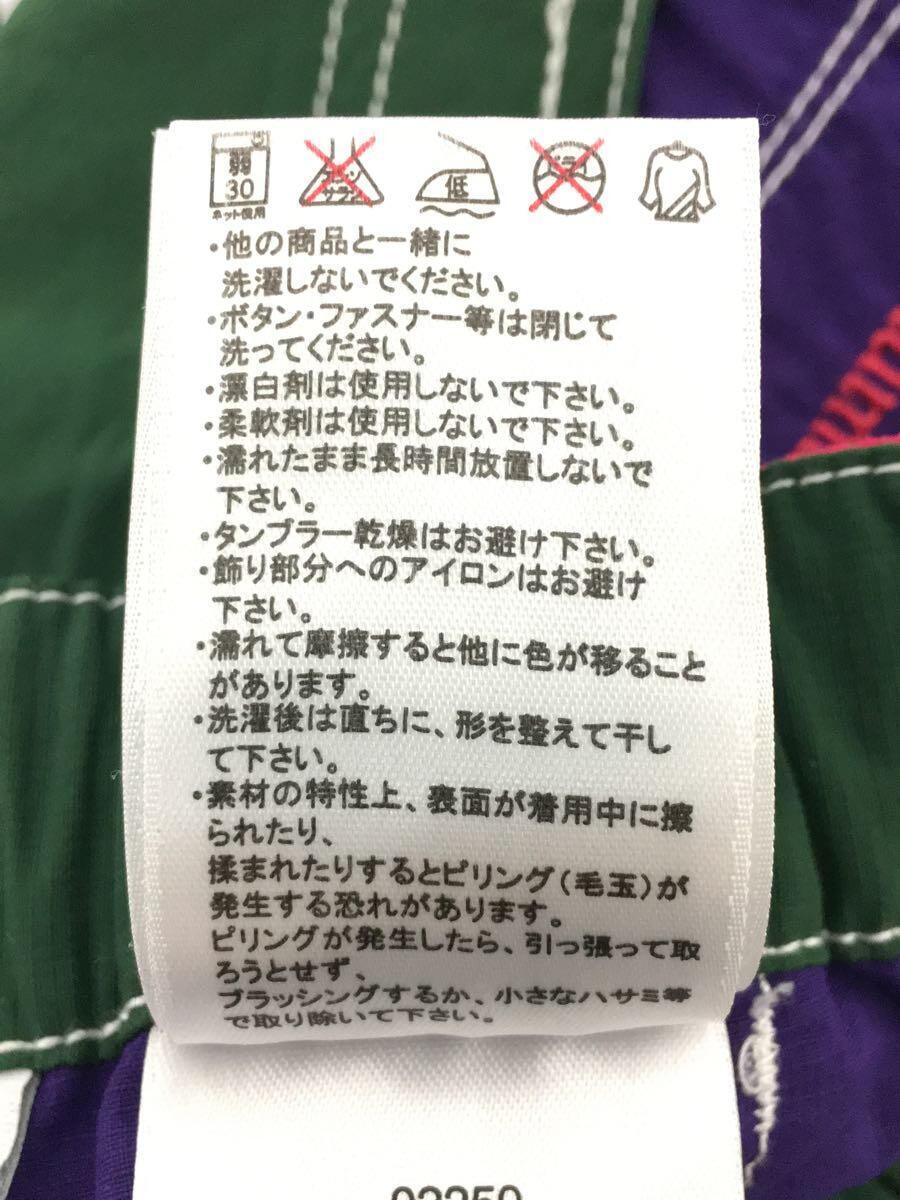 弱
30
ネット使用
エンソ
サラシ
低
ドライ
・他の商品と一緒に
洗濯しないでください。
・ボタン・ファスナー等は閉じて
洗ってください。
・漂白剤は使用しないで下さい。
・柔軟剤は使用しないで下さい。
・濡れたまま長時間放置しないで
下さい。
・タンブラー乾燥はお避け下さい。
・飾り部分へのアイロンはお避け
下さい。
・濡れて摩擦すると他に色が移ること
があります。
・洗濯後は直ちに、形を整えて干し
て下さい。
・素材の特性上、表面が着用中に擦
られたり、
揉まれたりするとピリング(毛玉)が
発生する恐れがあります。
ピリングが発生したら、引っ張って取
ろうとせず、
ブラッシングするか、小さなハサミ等
で取り除いて下さい。